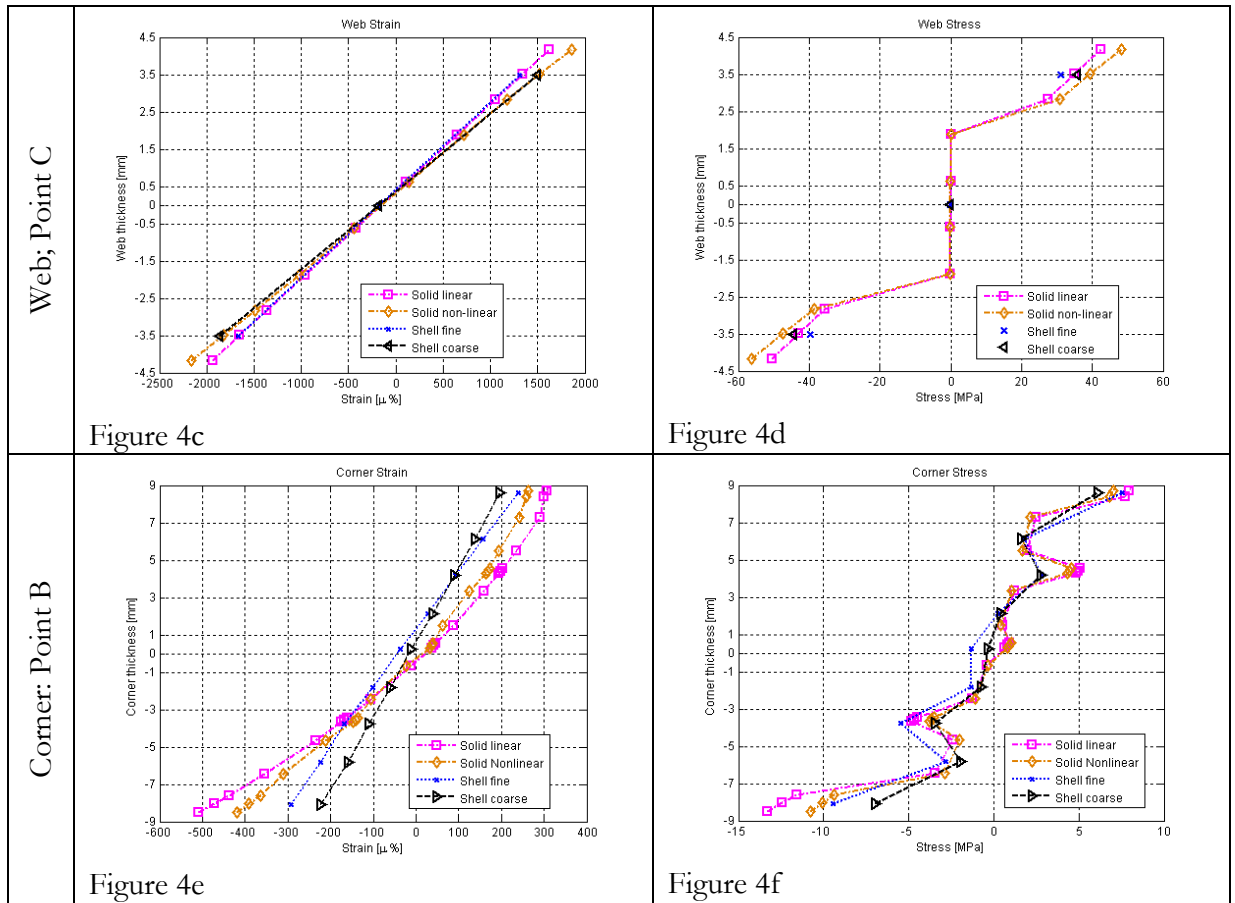 Web; Point C
Web Strain
Web thickness [mm]
4.5
3.5
2.5
1.5
0.5
0
-0.5
-1.5
-2.5
-3.5
-4.5
Solid linear
Solid non-linear
Shell fine
Shell coarse
-2500 -2000 -1500 -1000 -500 0 500 1000 1500 2000
Strain [μ %]
Figure 4c
Web Stress
Web thickness [mm]
4.5
3.5
2.5
1.5
0.5
0
-0.5
-1.5
-2.5
-3.5
-4.5
Solid linear
Solid non-linear
Shell fine
Shell coarse
-60 -40 -20 0 20 40 60
Stress [MPa]
Figure 4d
Corner: Point B
Corner Strain
Corner thickness [mm]
9
7
5
3
1
0
-1
-3
-5
-7
-9
Solid linear
Solid Nonlinear
Shell fine
Shell coarse
-600 -500 -400 -300 -200 -100 0 100 200 300 400
Strain [μ %]
Figure 4e
Corner Stress
Corner thickness [mm]
9
7
5
3
1
0
-1
-3
-5
-7
-9
Solid linear
Solid Nonlinear
Shell fine
Shell coarse
-15 -10 -5 0 5 10
Stress [MPa]
Figure 4f